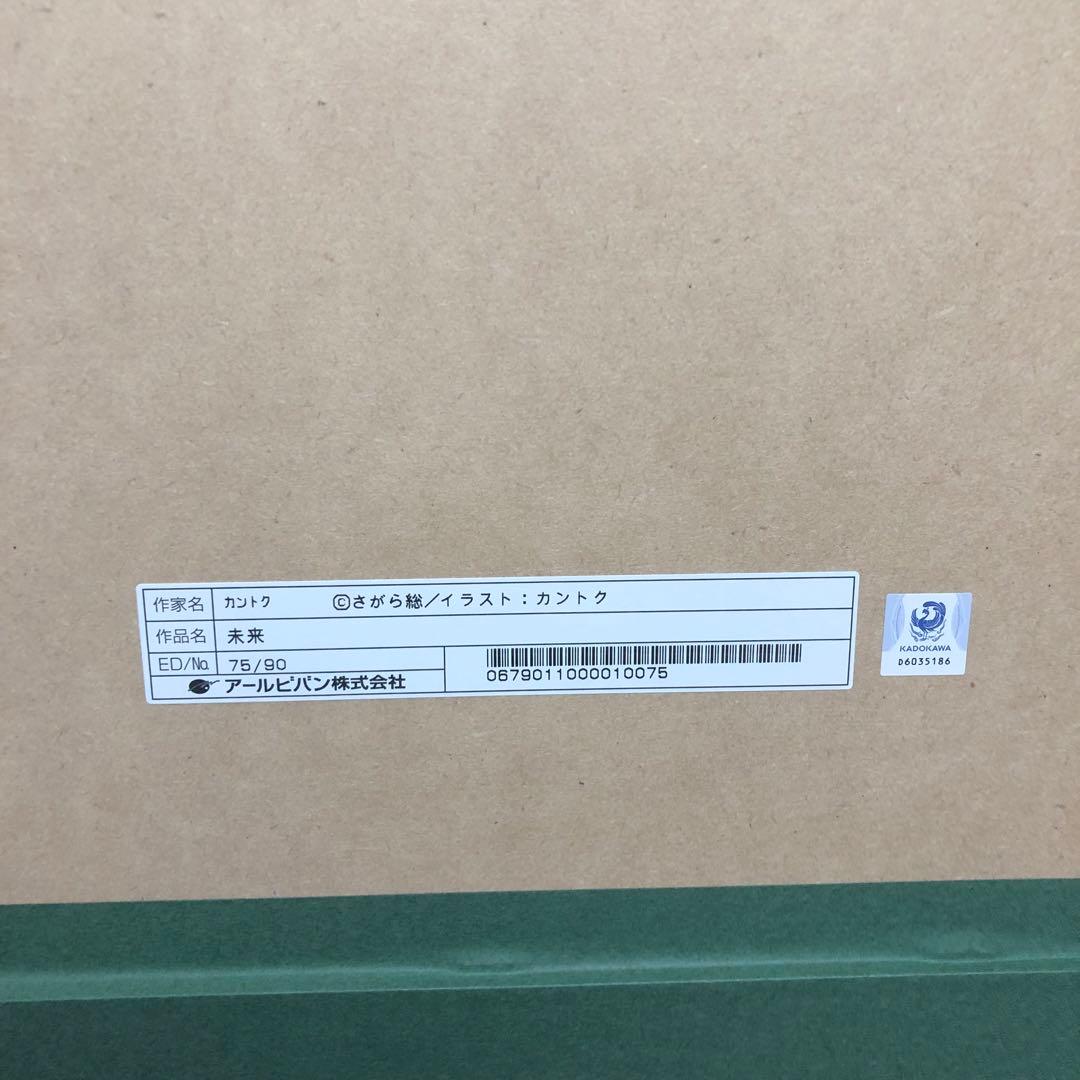 作家名 カントク ©さがら総/イラスト:カントク
作品名 未来
ED/No. 75/90
アールビバン株式会社
0679011000010075
KADOKAWA
D6035186